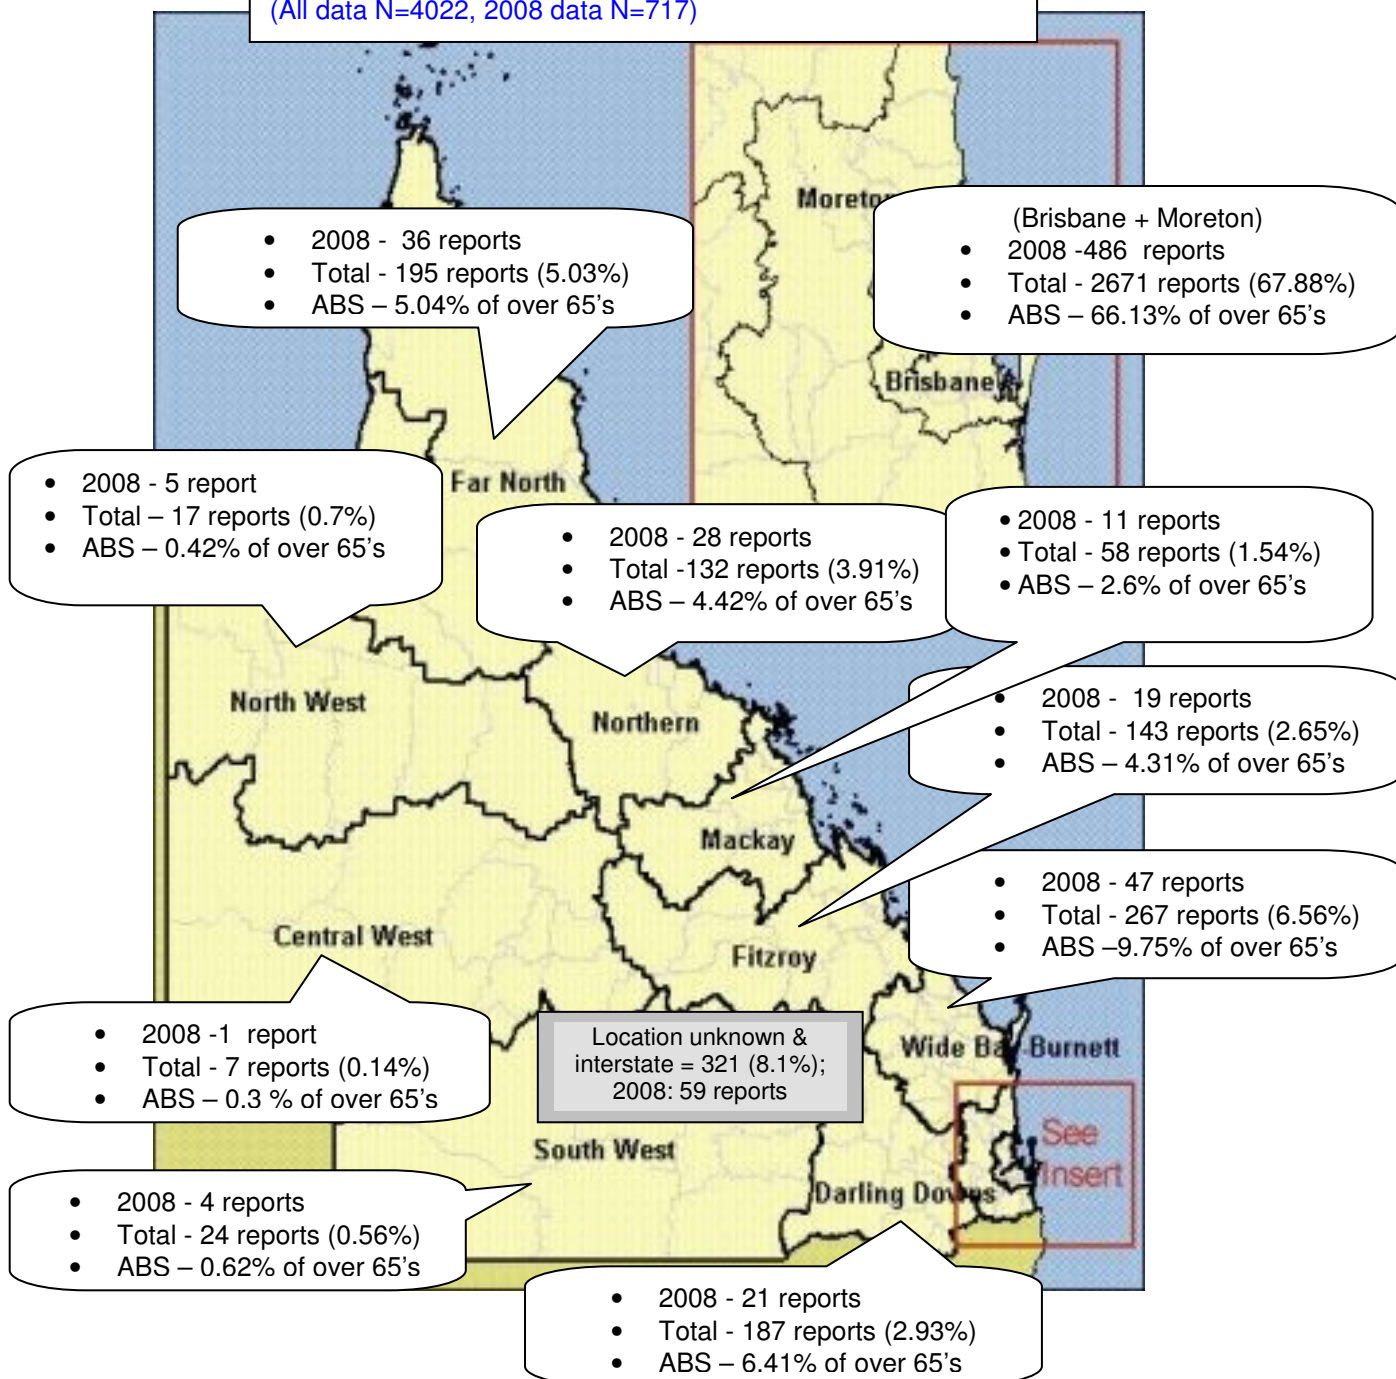 (All data N=4022, 2008 data N=717)
(Brisbane + Moreton)
• 2008 -486 reports
• Total - 2671 reports (67.88%)
• ABS – 66.13% of over 65's
• 2008 - 36 reports
• Total - 195 reports (5.03%)
• ABS – 5.04% of over 65's
Brisbane
Far North
• 2008 - 5 report
• Total – 17 reports (0.7%)
• ABS – 0.42% of over 65's
• 2008 - 28 reports
• Total -132 reports (3.91%)
• ABS – 4.42% of over 65's
• 2008 - 11 reports
• Total - 58 reports (1.54%)
• ABS – 2.6% of over 65's
North West
Northern
• 2008 - 19 reports
• Total - 143 reports (2.65%)
• ABS – 4.31% of over 65's
Mackay
• 2008 - 47 reports
• Total - 267 reports (6.56%)
• ABS –9.75% of over 65's
Central West
Fitzroy
• 2008 -1 report
• Total - 7 reports (0.14%)
• ABS – 0.3 % of over 65's
Location unknown &
interstate = 321 (8.1%);
2008: 59 reports
Wide Bay-Burnett
See
Insert
South West
Darling Downs
• 2008 - 4 reports
• Total - 24 reports (0.56%)
• ABS – 0.62% of over 65's
• 2008 - 21 reports
• Total - 187 reports (2.93%)
• ABS – 6.41% of over 65's